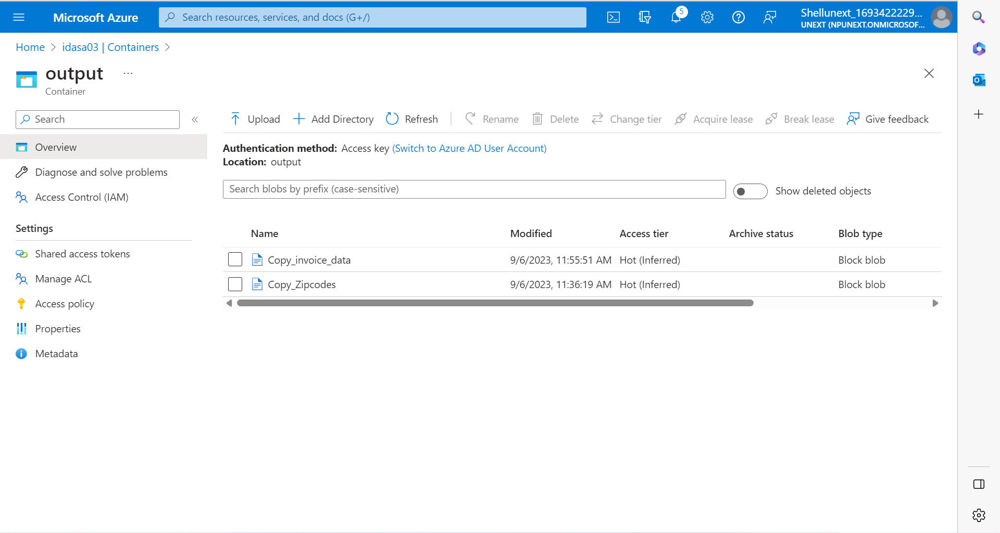 Microsoft Azure
Search resources, services, and docs (G+/)
5
Shellunext_1693422229...
UNEXT (NPUNEXT.ONMICROSOF...
Home > idasa03 | Containers >
output ...
Container
Search
«
Upload
Add Directory
Refresh
Rename
Delete
Change tier
Acquire lease
Break lease
Give feedback
Overview
Diagnose and solve problems
Access Control (IAM)
Settings
Shared access tokens
Manage ACL
Access policy
Properties
Metadata
Authentication method: Access key (Switch to Azure AD User Account)
Location: output
Search blobs by prefix (case-sensitive)
Show deleted objects
Name Modified Access tier Archive status Blob type
Copy_invoice_data 9/6/2023, 11:55:51 AM Hot (Inferred) Block blob
Copy_Zipcodes 9/6/2023, 11:36:19 AM Hot (Inferred) Block blob